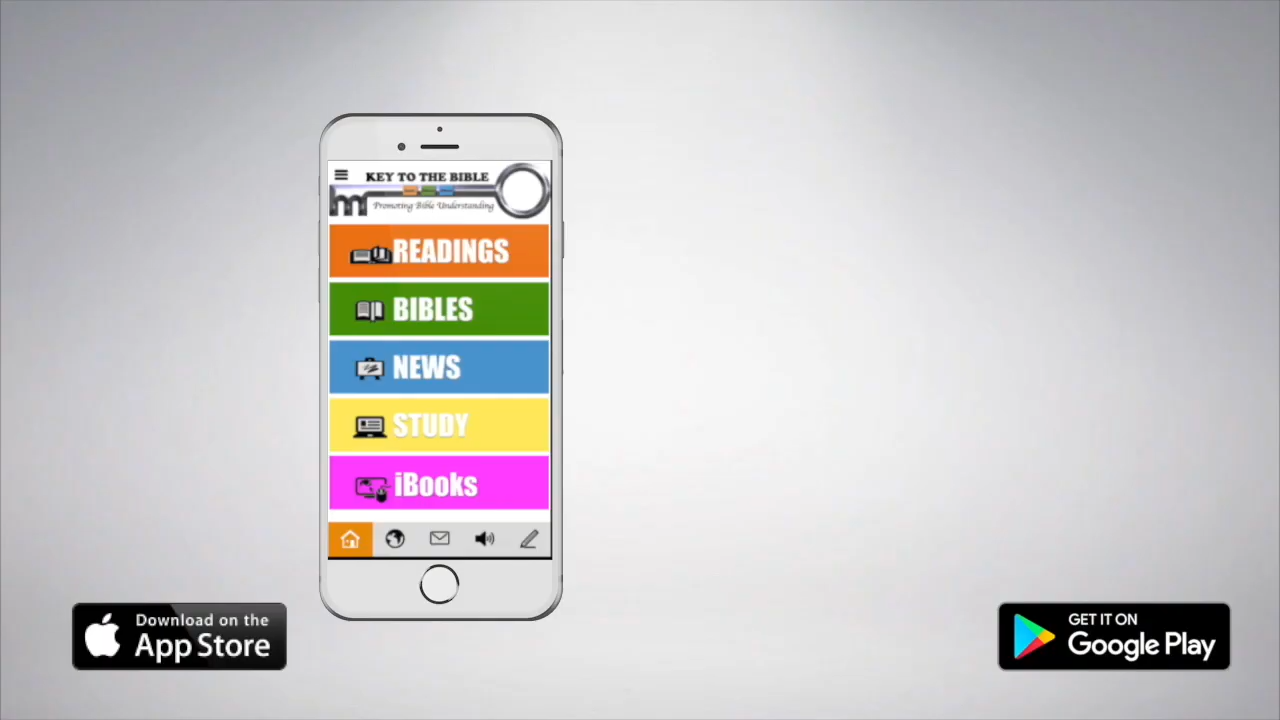 KEY TO THE BIBLE
Promoting Bible Understanding
READINGS
BIBLES
NEWS
STUDY
iBooks
Download on the
App Store
GET IT ON
Google Play